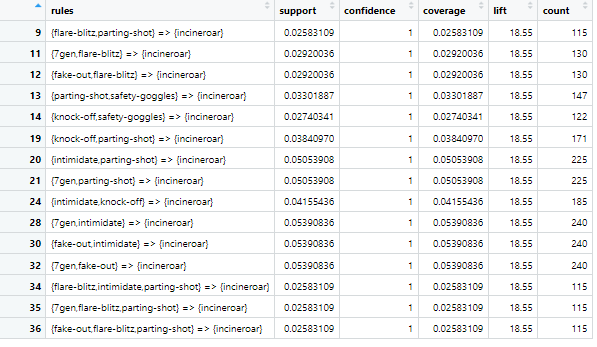 rules support confidence coverage lift count
9 {flare-blitz,parting-shot} => {incineroar} 0.02583109 1 0.02583109 18.55 115
11 {7gen,flare-blitz} => {incineroar} 0.02920036 1 0.02920036 18.55 130
12 {fake-out,flare-blitz} => {incineroar} 0.02920036 1 0.02920036 18.55 130
13 {parting-shot,safety-goggles} => {incineroar} 0.03301887 1 0.03301887 18.55 147
14 {knock-off,safety-goggles} => {incineroar} 0.02740341 1 0.02740341 18.55 122
19 {knock-off,parting-shot} => {incineroar} 0.03840970 1 0.03840970 18.55 171
20 {intimidate,parting-shot} => {incineroar} 0.05053908 1 0.05053908 18.55 225
21 {7gen,parting-shot} => {incineroar} 0.05053908 1 0.05053908 18.55 225
24 {intimidate,knock-off} => {incineroar} 0.04155436 1 0.04155436 18.55 185
28 {7gen,intimidate} => {incineroar} 0.05390836 1 0.05390836 18.55 240
30 {fake-out,intimidate} => {incineroar} 0.05390836 1 0.05390836 18.55 240
32 {7gen,fake-out} => {incineroar} 0.05390836 1 0.05390836 18.55 240
34 {flare-blitz,intimidate,parting-shot} => {incineroar} 0.02583109 1 0.02583109 18.55 115
35 {7gen,flare-blitz,parting-shot} => {incineroar} 0.02583109 1 0.02583109 18.55 115
36 {fake-out,flare-blitz,parting-shot} => {incineroar} 0.02583109 1 0.02583109 18.55 115